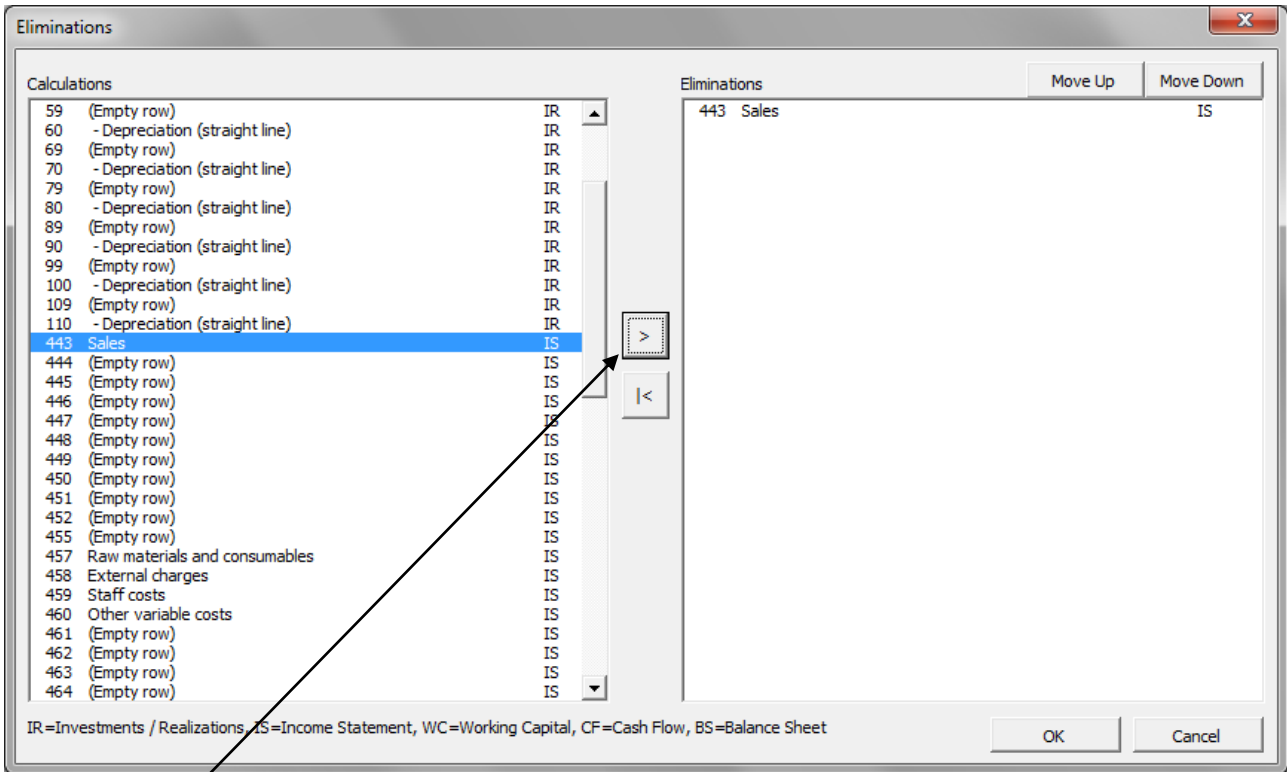 Eliminations
Calculations
Eliminations
Move Up
Move Down
59 (Empty row) IR
60 - Depreciation (straight line) IR
69 (Empty row) IR
70 - Depreciation (straight line) IR
79 (Empty row) IR
80 - Depreciation (straight line) IR
89 (Empty row) IR
90 - Depreciation (straight line) IR
99 (Empty row) IR
100 - Depreciation (straight line) IR
109 (Empty row) IR
110 - Depreciation (straight line) IR
443 Sales IS
444 (Empty row) IS
445 (Empty row) IS
446 (Empty row) IS
447 (Empty row) IS
448 (Empty row) IS
449 (Empty row) IS
450 (Empty row) IS
451 (Empty row) IS
452 (Empty row) IS
455 (Empty row) IS
457 Raw materials and consumables IS
458 External charges IS
459 Staff costs IS
460 Other variable costs IS
461 (Empty row) IS
462 (Empty row) IS
463 (Empty row) IS
464 (Empty row) IS
>
|<
443 Sales IS
IR=Investments / Realizations, IS=Income Statement, WC=Working Capital, CF=Cash Flow, BS=Balance Sheet
OK
Cancel